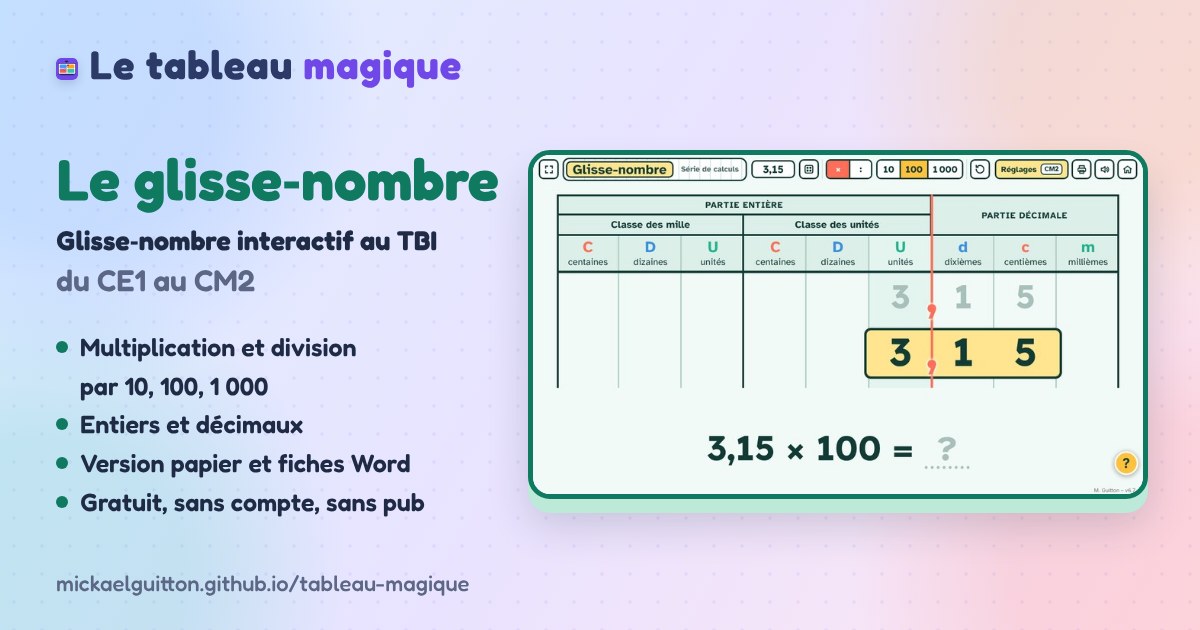 Le tableau magique
Le glisse-nombre
Glisse-nombre interactif au TBI
du CE1 au CM2
Multiplication et division
par 10, 100, 1 000
Entiers et décimaux
Version papier et fiches Word
Gratuit, sans compte, sans pub
mickaelguitton.github.io/tableau-magique
Glisse-nombre Série de calculs 3,15 × : 10 100 1 000 Réglages CM2
PARTIE ENTIÈRE PARTIE DÉCIMALE
Classe des mille Classe des unités
C D U C D U d c m
centaines dizaines unités centaines dizaines unités dixièmes centièmes millièmes
3 , 1 5
3 , 1 5
3,15 × 100 = ?
?
M. Guitton